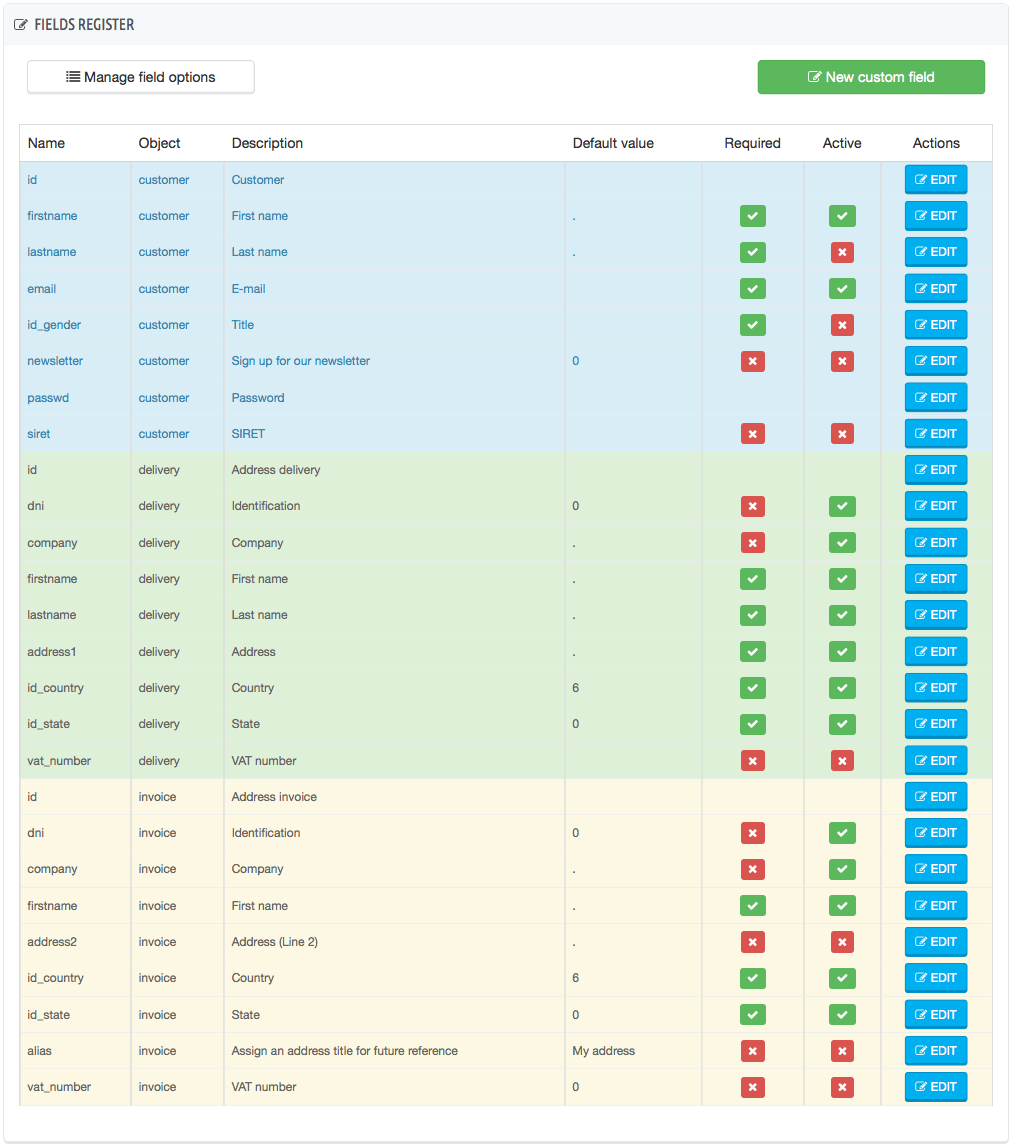 FIELDS REGISTER
Manage field options New custom field
Name Object Description Default value Required Active Actions
id customer Customer EDIT
firstname customer First name . EDIT
lastname customer Last name . EDIT
email customer E-mail EDIT
id_gender customer Title EDIT
newsletter customer Sign up for our newsletter 0 EDIT
passwd customer Password EDIT
siret customer SIRET EDIT
id delivery Address delivery EDIT
dni delivery Identification 0 EDIT
company delivery Company . EDIT
firstname delivery First name . EDIT
lastname delivery Last name . EDIT
address1 delivery Address . EDIT
id_country delivery Country 6 EDIT
id_state delivery State 0 EDIT
vat_number delivery VAT number EDIT
id invoice Address invoice EDIT
dni invoice Identification 0 EDIT
company invoice Company . EDIT
firstname invoice First name . EDIT
address2 invoice Address (Line 2) . EDIT
id_country invoice Country 6 EDIT
id_state invoice State 0 EDIT
alias invoice Assign an address title for future reference My address EDIT
vat_number invoice VAT number 0 EDIT